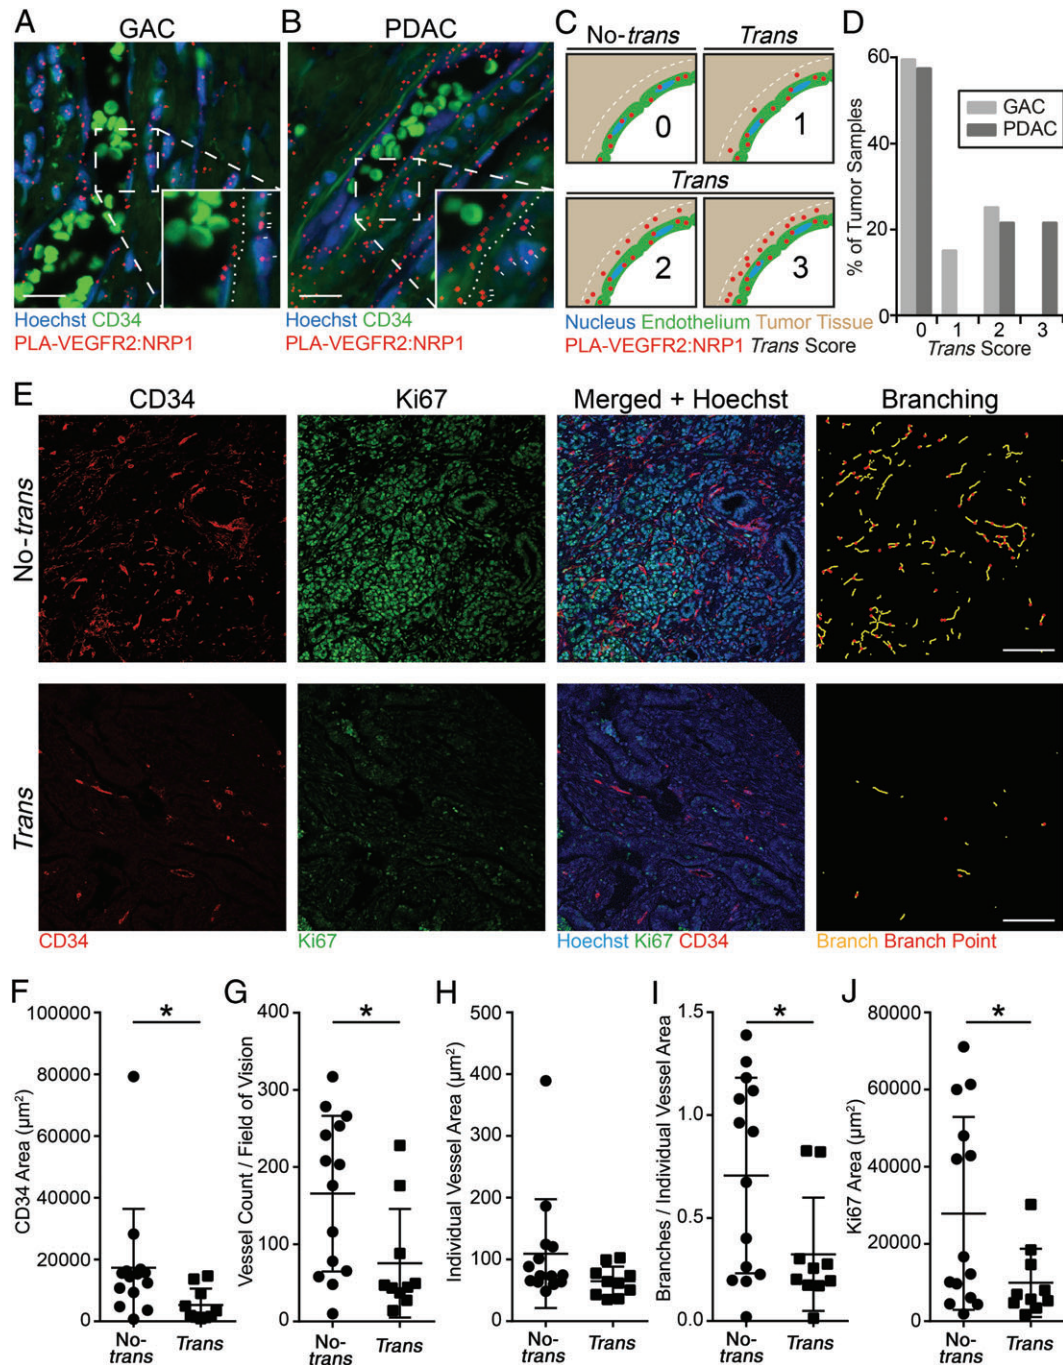 A GAC
B PDAC
C No-trans Trans
D
0 1
Trans
2 3
Hoechst CD34
PLA-VEGFR2:NRP1
Hoechst CD34
PLA-VEGFR2:NRP1
Nucleus Endothelium Tumor Tissue
PLA-VEGFR2:NRP1 Trans Score
% of Tumor Samples
60
40
20
0
0 1 2 3
Trans Score
GAC
PDAC
E
CD34 Ki67 Merged + Hoechst Branching
No-trans
Trans
CD34 Ki67 Hoechst Ki67 CD34 Branch Branch Point
F
CD34 Area (µm²)
100000
80000
60000
40000
20000
0
*
No-
trans
Trans
G
Vessel Count / Field of Vision
400
300
200
100
0
*
No-
trans
Trans
H
Individual Vessel Area (µm²)
500
400
300
200
100
0
No-
trans
Trans
I
Branches / Individual Vessel Area
1.5
1.0
0.5
0.0
*
No-
trans
Trans
J
Ki67 Area (µm²)
80000
60000
40000
20000
0
*
No-
trans
Trans